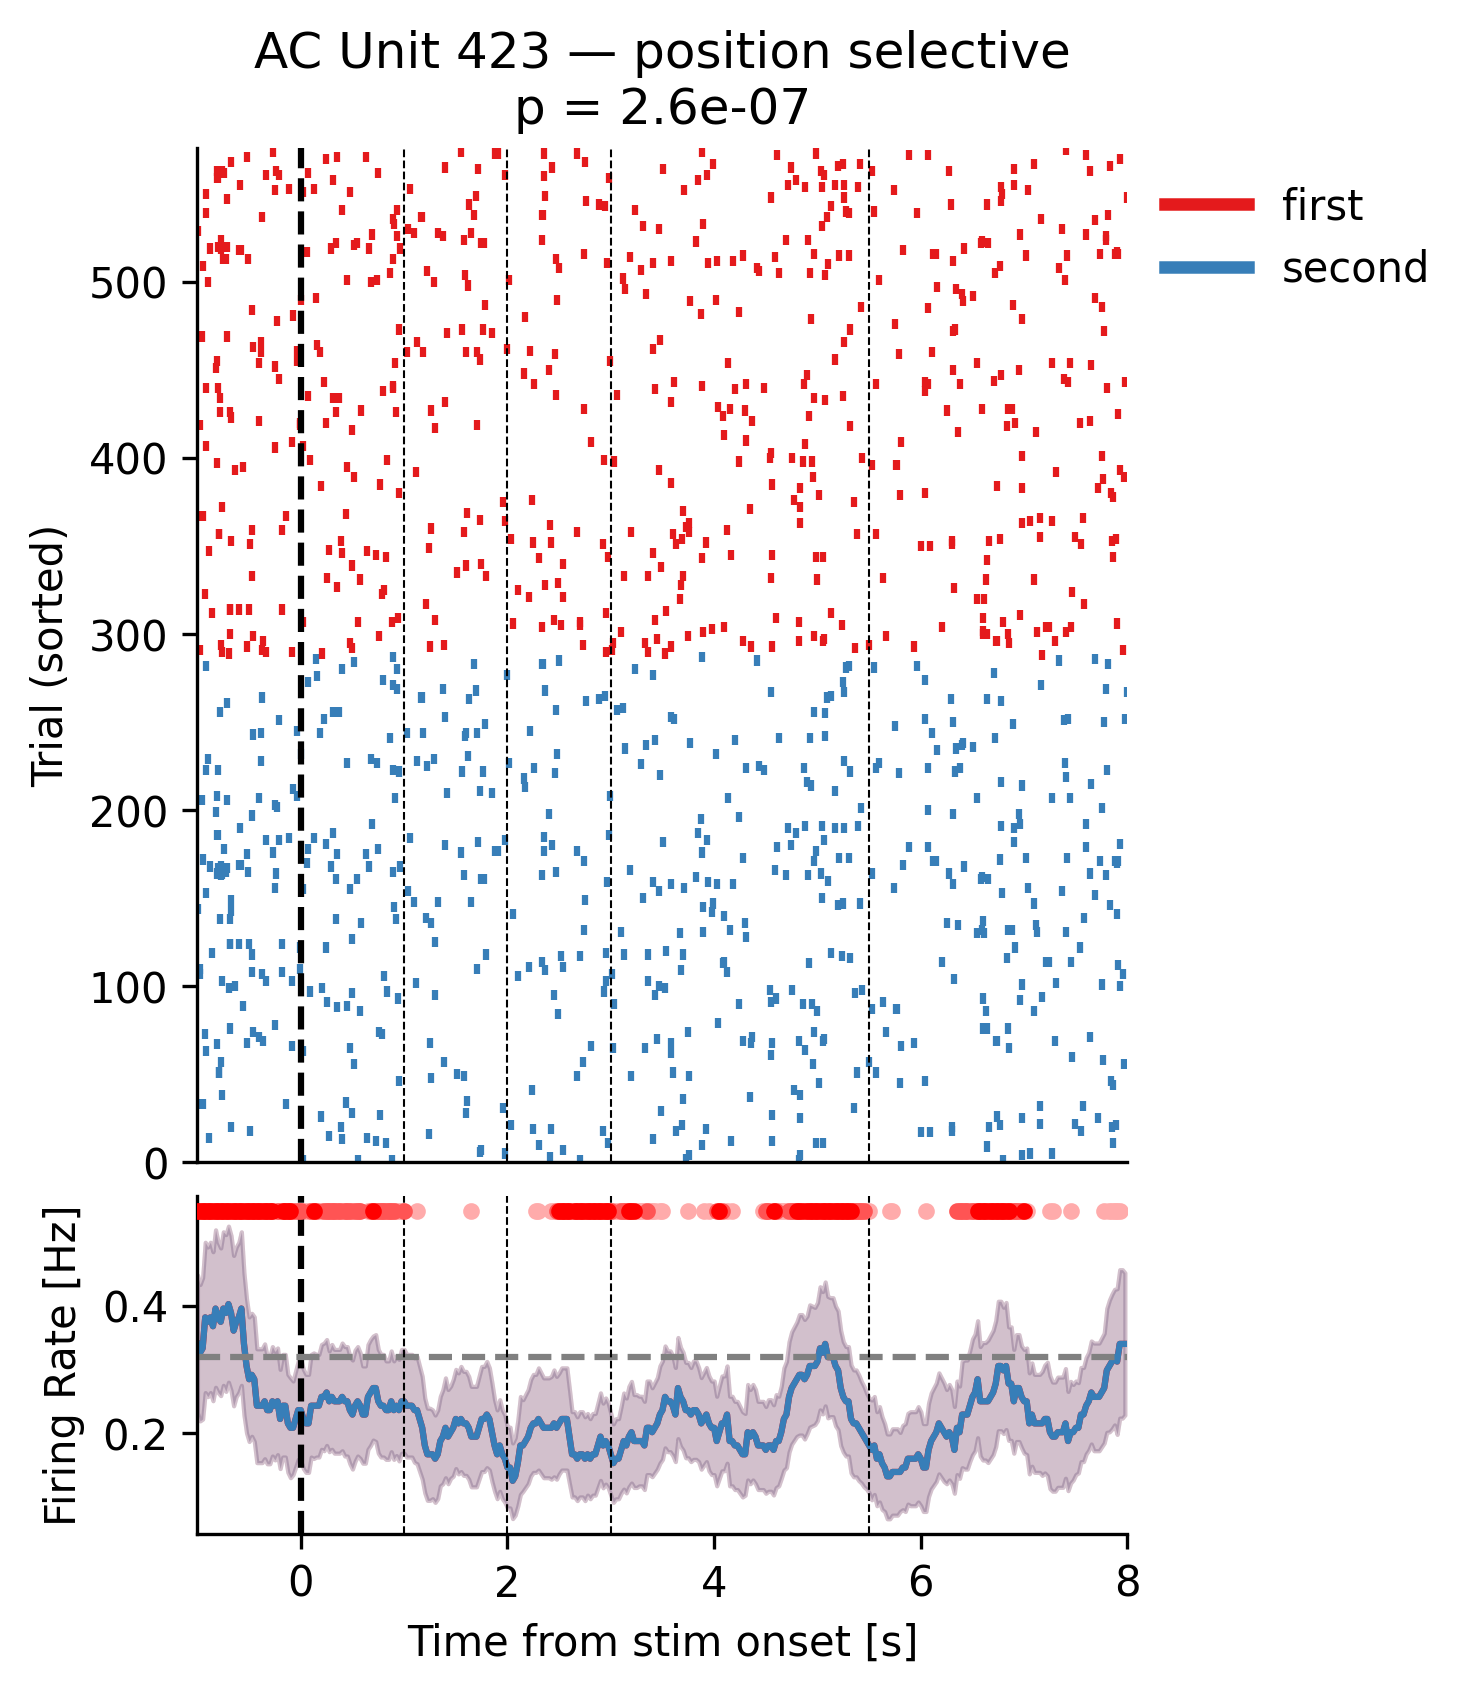 AC Unit 423 — position selective
p = 2.6e-07
first
second
Trial (sorted)
500
400
300
200
100
0
Firing Rate [Hz]
0.4
0.2
0 2 4 6 8
Time from stim onset [s]